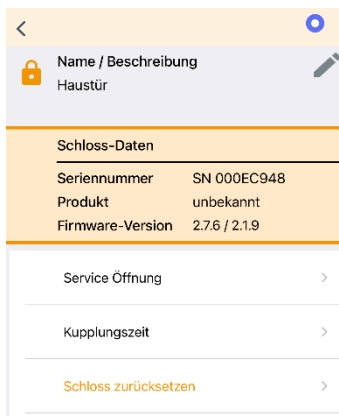 Name / Beschreibung
Haustür
Schloss-Daten
Seriennummer SN 000EC948
Produkt unbekannt
Firmware-Version 2.7.6 / 2.1.9
Service Öffnung
Kupplungszeit
Schloss zurücksetzen